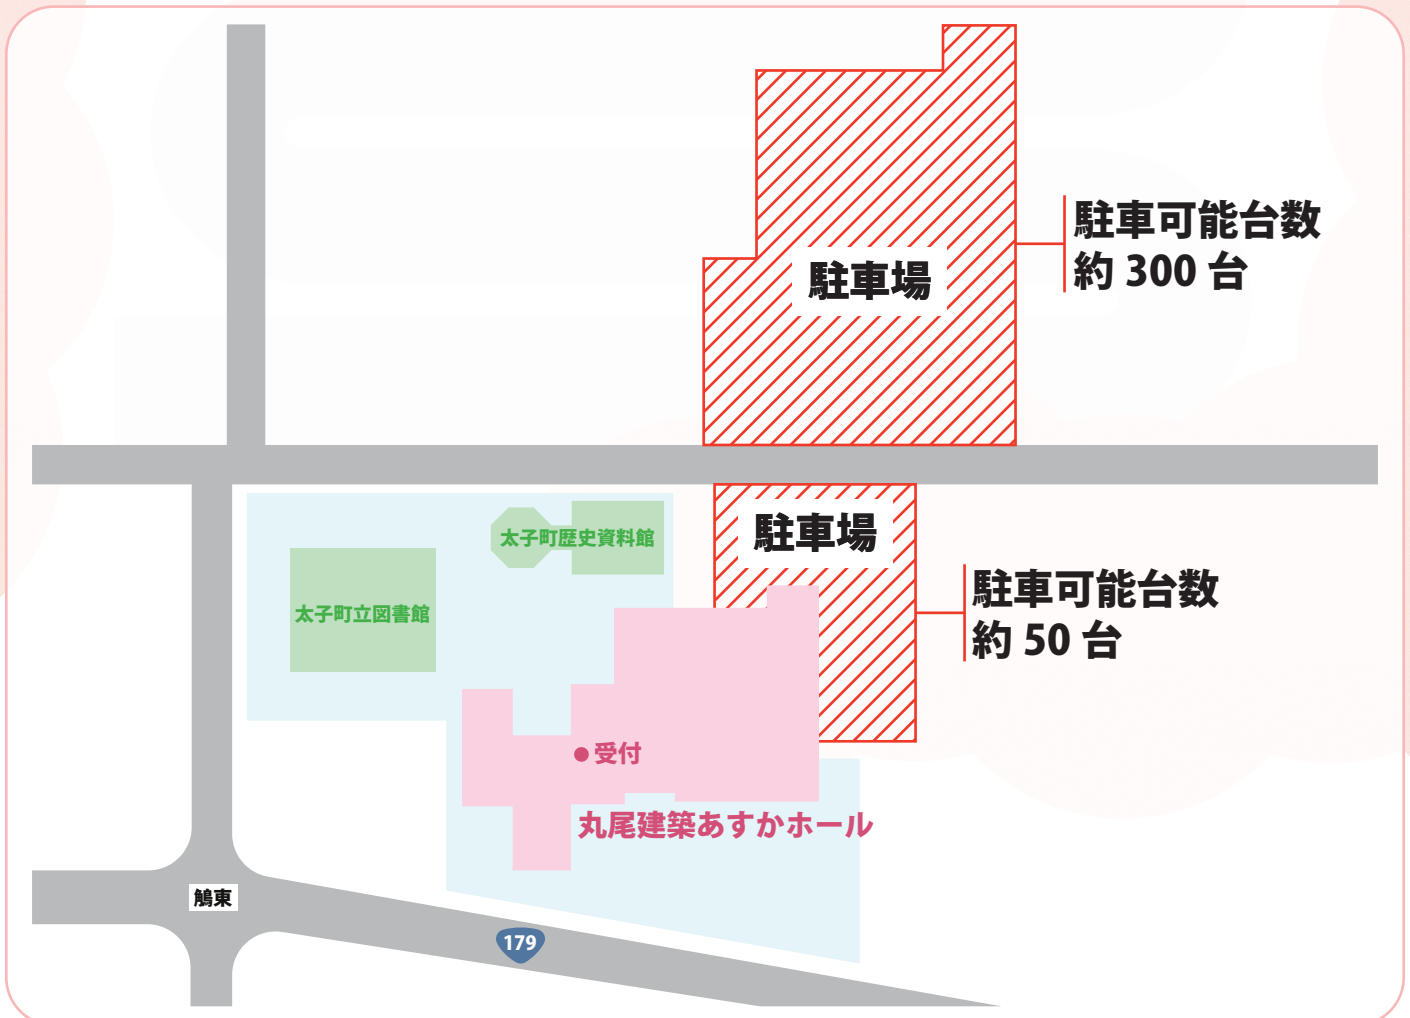 駐車可能台数
約 300 台
駐車場
駐車場
太子町歴史資料館
駐車可能台数
約 50 台
太子町立図書館
受付
丸尾建築あすかホール
鵤東
179